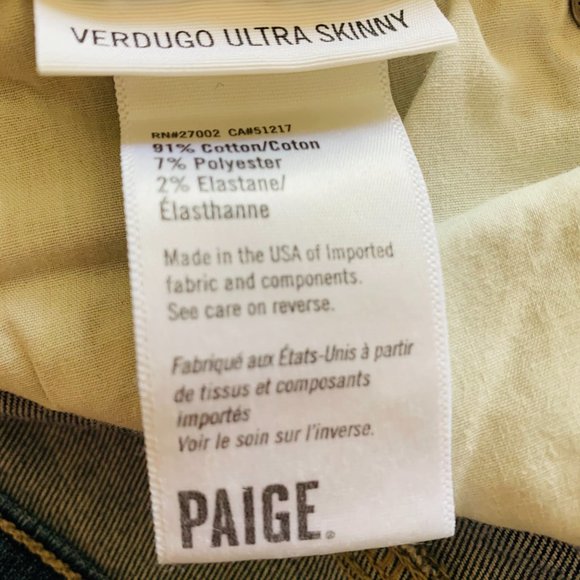 VERDUGO ULTRA SKINNY
RN#27002 CA#51217
91% Cotton/Coton
7% Polyester
2% Elastane/
Élasthanne
Made in the USA of Imported
fabric and components.
See care on reverse.
Fabriqué aux États-Unis à partir
de tissus et composants
importés
Voir le soin sur l'inverse.
PAIGE®